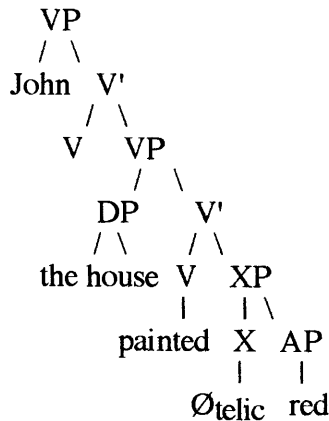 VP
John V'
V VP
DP V'
the house V XP
painted X AP
Øtelic red